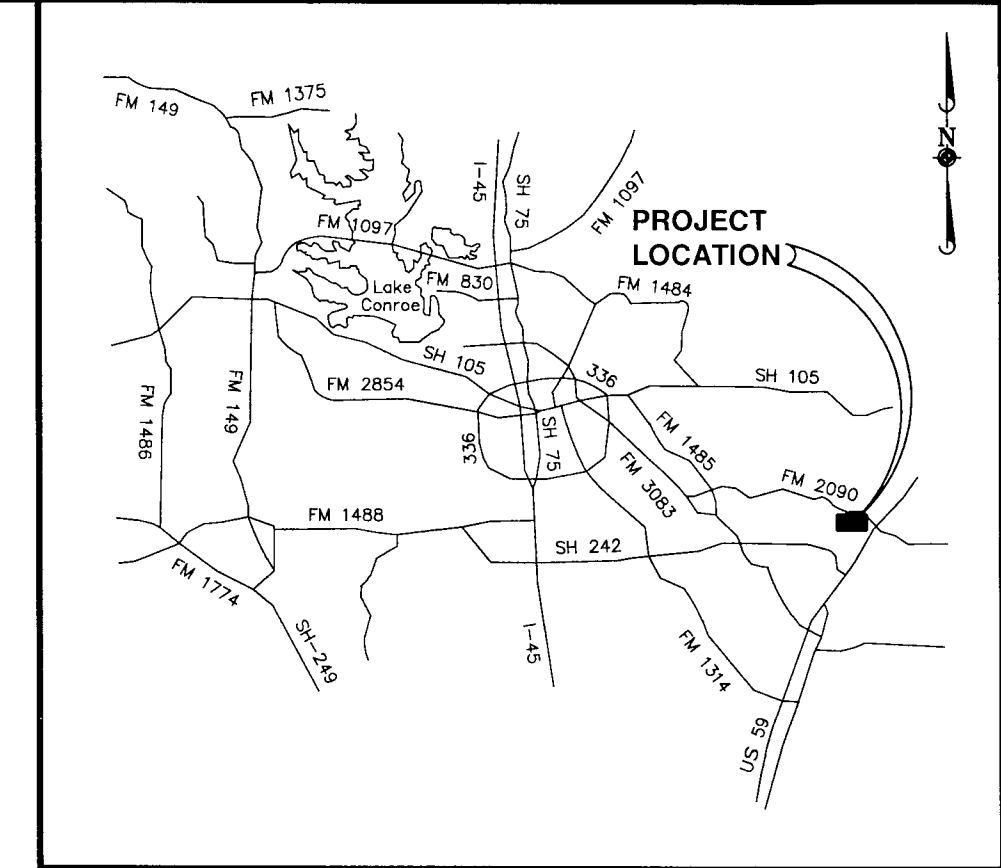 FM 149
FM 1375
N
I-45
SH 75
FM 1097
PROJECT
LOCATION
FM 1097
FM 830
Lake
Conroe
FM 1484
SH 105
336
SH 105
FM 2854
FM 1486
FM 149
336
SH 75
FM 1485
FM 3083
FM 2090
FM 1488
SH 242
FM 1774
SH-249
I-45
FM 1314
US 59